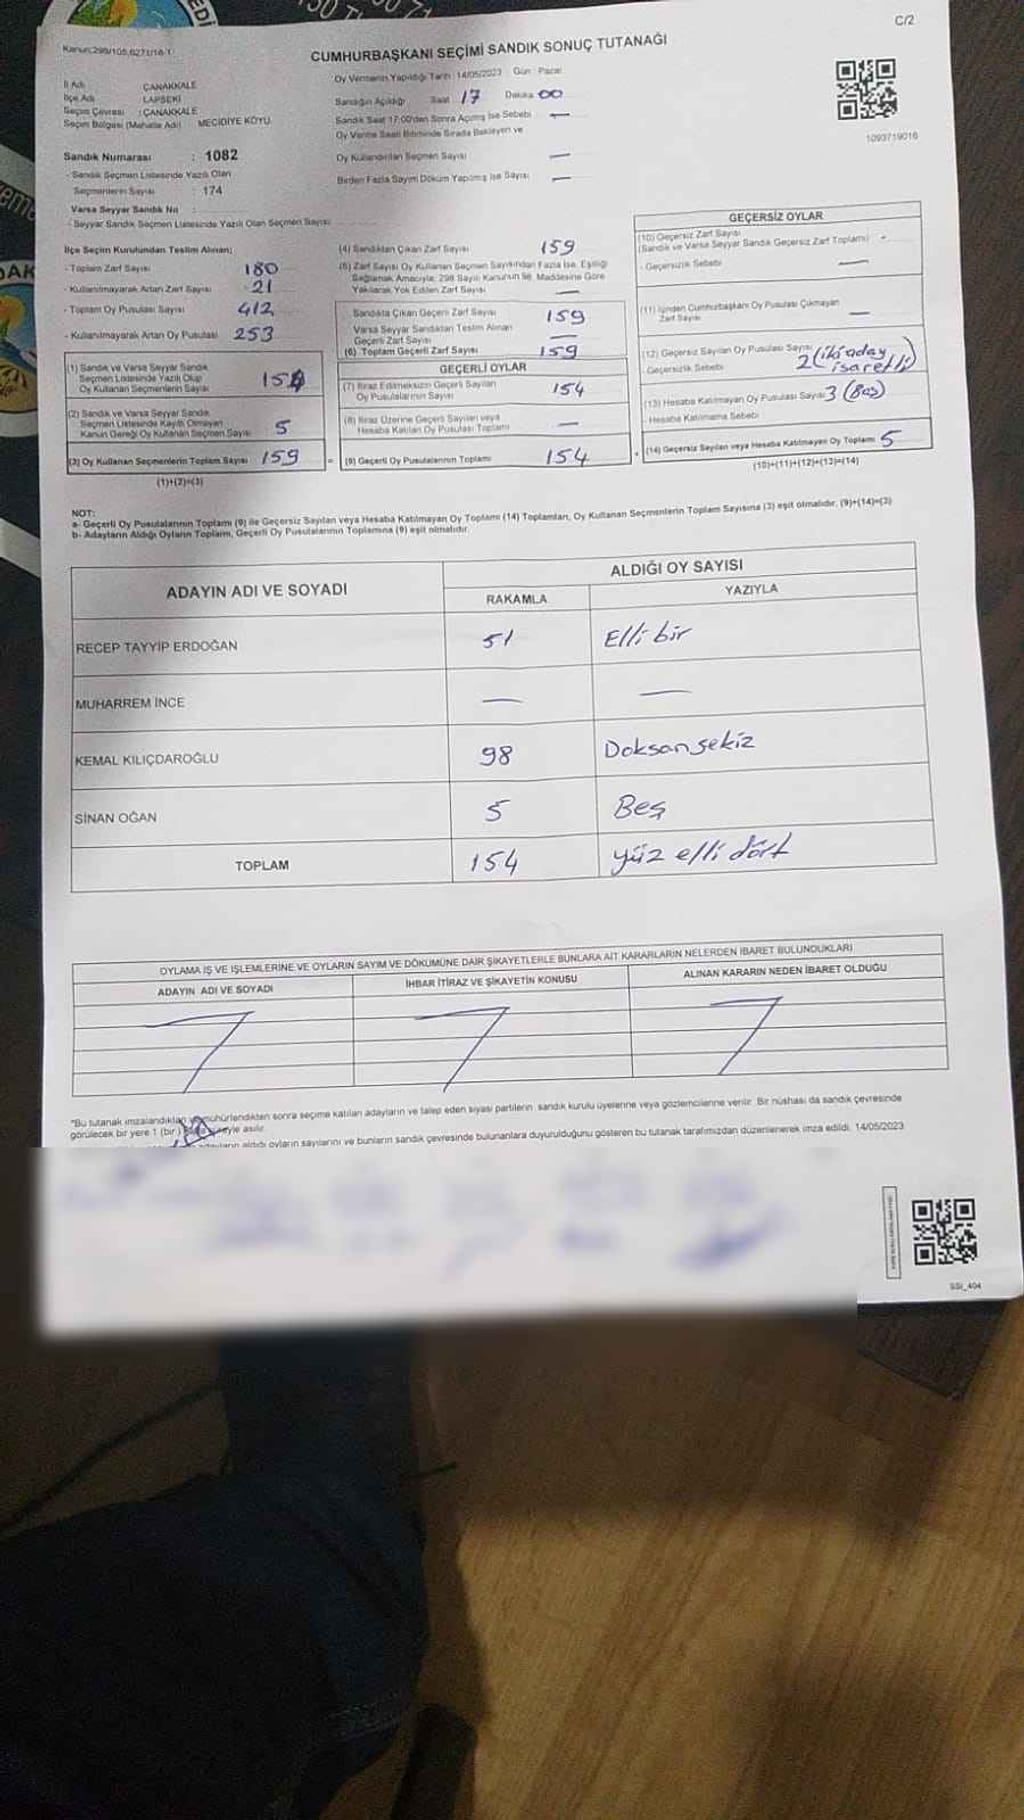 C/2
Kanun:298/105,6271/16-1
CUMHURBAŞKANI SEÇİMİ SANDIK SONUÇ TUTANAĞI
İl Adı : ÇANAKKALE
İlçe Adı : LAPSEKİ
Seçim Çevresi : ÇANAKKALE
Seçim Bölgesi (Mahalle Adı) MECİDİYE KÖYÜ
Sandık Numarası : 1082
- Sandık Seçmen Listesinde Yazılı Olan
Seçmenlerin Sayısı : 174
Varsa Seyyar Sandık No :
- Seyyar Sandık Seçmen Listesinde Yazılı Olan Seçmen Sayısı
Oy Vermenin Yapıldığı Tarih: 14/05/2023 Gün : Pazar
Sandığın Açıldığı Saat 17 Dakika 00
Sandık Saat 17:00'den Sonra Açılmış İse Sebebi —
Oy Verme Saati Bitiminde Sırada Bekleyen ve
Oy Kullandırılan Seçmen Sayısı —
Birden Fazla Sayım Döküm Yapılmış İse Sayısı —
1093719016
İlçe Seçim Kurulundan Teslim Alınan;
- Toplam Zarf Sayısı 180
- Kullanılmayarak Artan Zarf Sayısı 21
- Toplam Oy Pusulası Sayısı 412
- Kullanılmayarak Artan Oy Pusulası 253
(1) Sandık ve Varsa Seyyar Sandık
Seçmen Listesinde Yazılı Olup
Oy Kullanan Seçmenlerin Sayısı 154
(2) Sandık ve Varsa Seyyar Sandık
Seçmen Listesinde Kayıtlı Olmayan
Kanun Gereği Oy Kullanan Seçmen Sayısı 5
(3) Oy Kullanan Seçmenlerin Toplam Sayısı 159
(1)+(2)=(3)
(4) Sandıktan Çıkan Zarf Sayısı 159
(5) Zarf Sayısı Oy Kullanan Seçmen Sayısından Fazla İse, Eşitliği
Sağlamak Amacıyla, 298 Sayılı Kanunun 98. Maddesine Göre
Yakılarak Yok Edilen Zarf Sayısı —
Sandıkta Çıkan Geçerli Zarf Sayısı 159
Varsa Seyyar Sandıktan Teslim Alınan
Geçerli Zarf Sayısı —
(6) Toplam Geçerli Zarf Sayısı 159
GEÇERLİ OYLAR
(7) İtiraz Edilmeksizin Geçerli Sayılan
Oy Pusulalarının Sayısı 154
(8) İtiraz Üzerine Geçerli Sayılan veya
Hesaba Katılan Oy Pusulası Toplamı —
(9) Geçerli Oy Pusulalarının Toplamı 154
GEÇERSİZ OYLAR
(10) Geçersiz Zarf Sayısı
(Sandık ve Varsa Seyyar Sandık Geçersiz Zarf Toplamı) -
- Geçersizlik Sebebi —
(11) İçinden Cumhurbaşkanı Oy Pusulası Çıkmayan
Zarf Sayısı —
(12) Geçersiz Sayılan Oy Pusulası Sayısı 2 (iki aday
- Geçersizlik Sebebi işaretli)
(13) Hesaba Katılmayan Oy Pusulası Sayısı 3 (Boş)
- Hesaba Katılmama Sebebi
(14) Geçersiz Sayılan veya Hesaba Katılmayan Oy Toplamı 5
(10)+(11)+(12)+(13)=(14)
NOT:
a- Geçerli Oy Pusulalarının Toplamı (9) ile Geçersiz Sayılan veya Hesaba Katılmayan Oy Toplamı (14) Toplamları, Oy Kullanan Seçmenlerin Toplam Sayısına (3) eşit olmalıdır. (9)+(14)=(3)
b- Adayların Aldığı Oyların Toplamı, Geçerli Oy Pusulalarının Toplamına (9) eşit olmalıdır.
ADAYIN ADI VE SOYADI
ALDIĞI OY SAYISI
RAKAMLA YAZIYLA
RECEP TAYYİP ERDOĞAN 51 Elli bir
MUHARREM İNCE — —
KEMAL KILIÇDAROĞLU 98 Doksan sekiz
SİNAN OĞAN 5 Beş
TOPLAM 154 yüz elli dört
OYLAMA İŞ VE İŞLEMLERİNE VE OYLARIN SAYIM VE DÖKÜMÜNE DAİR ŞİKAYETLERLE BUNLARA AİT KARARLARIN NELERDEN İBARET BULUNDUKLARI
ADAYIN ADI VE SOYADI İHBAR İTİRAZ VE ŞİKAYETİN KONUSU ALINAN KARARIN NEDEN İBARET OLDUĞU
*Bu tutanak imzalandıktan ve mühürlendikten sonra seçime katılan adayların ve talep eden siyasi partilerin sandık kurulu üyelerine veya gözlemcilerine verilir. Bir nüshası da sandık çevresinde
görülecek bir yere 1 (bir) asılır.
aldığı oyların sayılarını ve bunların sandık çevresinde bulunanlara duyurulduğunu gösteren bu tutanak tarafımızdan düzenlenerek imza edildi. 14/05/2023
SSİ_404